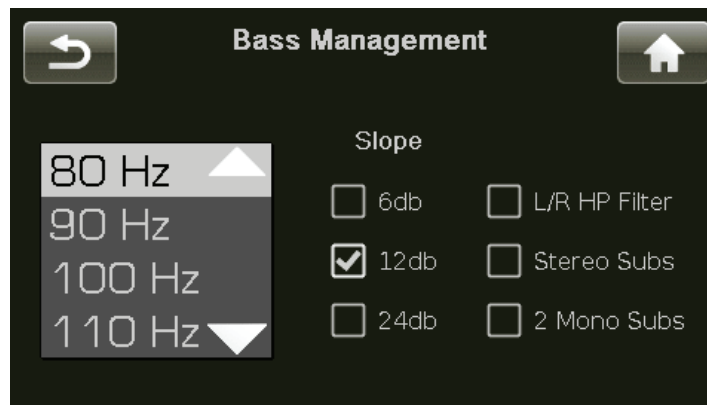 Bass Management
80 Hz
90 Hz
100 Hz
110 Hz
Slope
6db
12db
24db
L/R HP Filter
Stereo Subs
2 Mono Subs